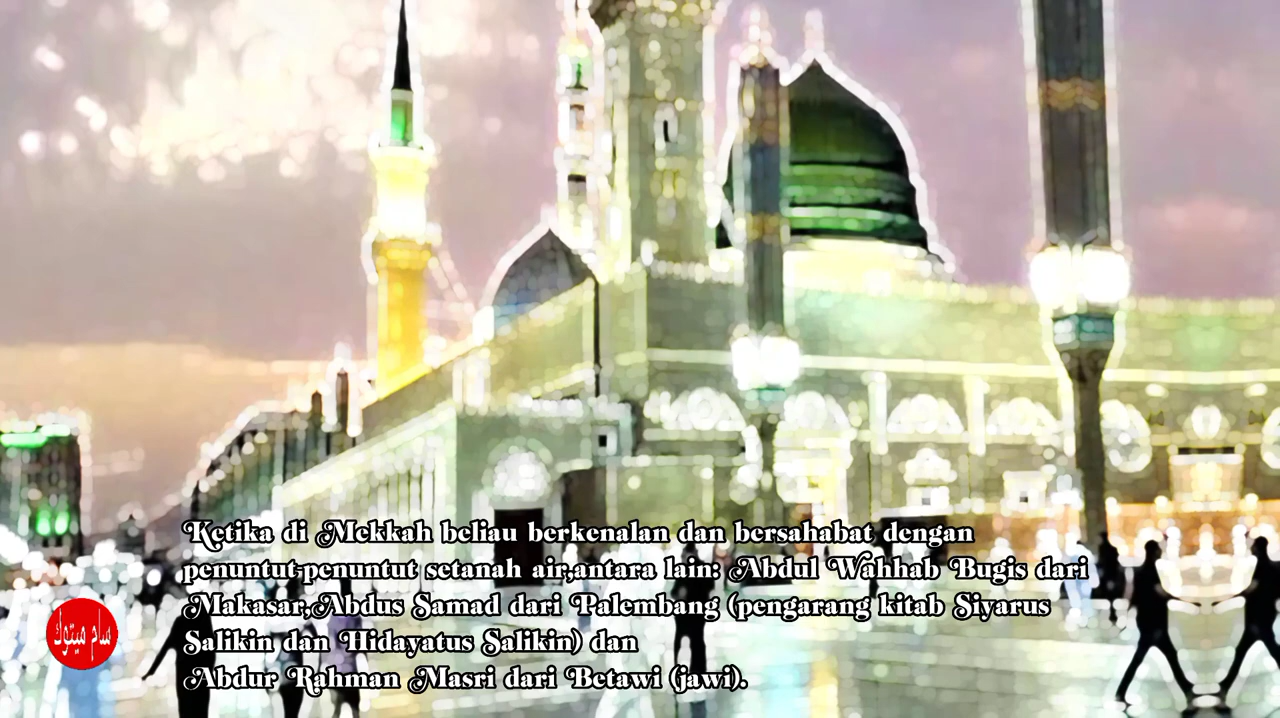 Ketika di Mekkah beliau berkenalan dan bersahabat dengan
penuntut-penuntut setanah air,antara lain: Abdul Wahhab Bugis dari
Makasar,Abdus Samad dari Palembang (pengarang kitab Siyarus
Salikin dan Hidayatus Salikin) dan
Abdur Rahman Masri dari Betawi (jawi).
سام ميتوك